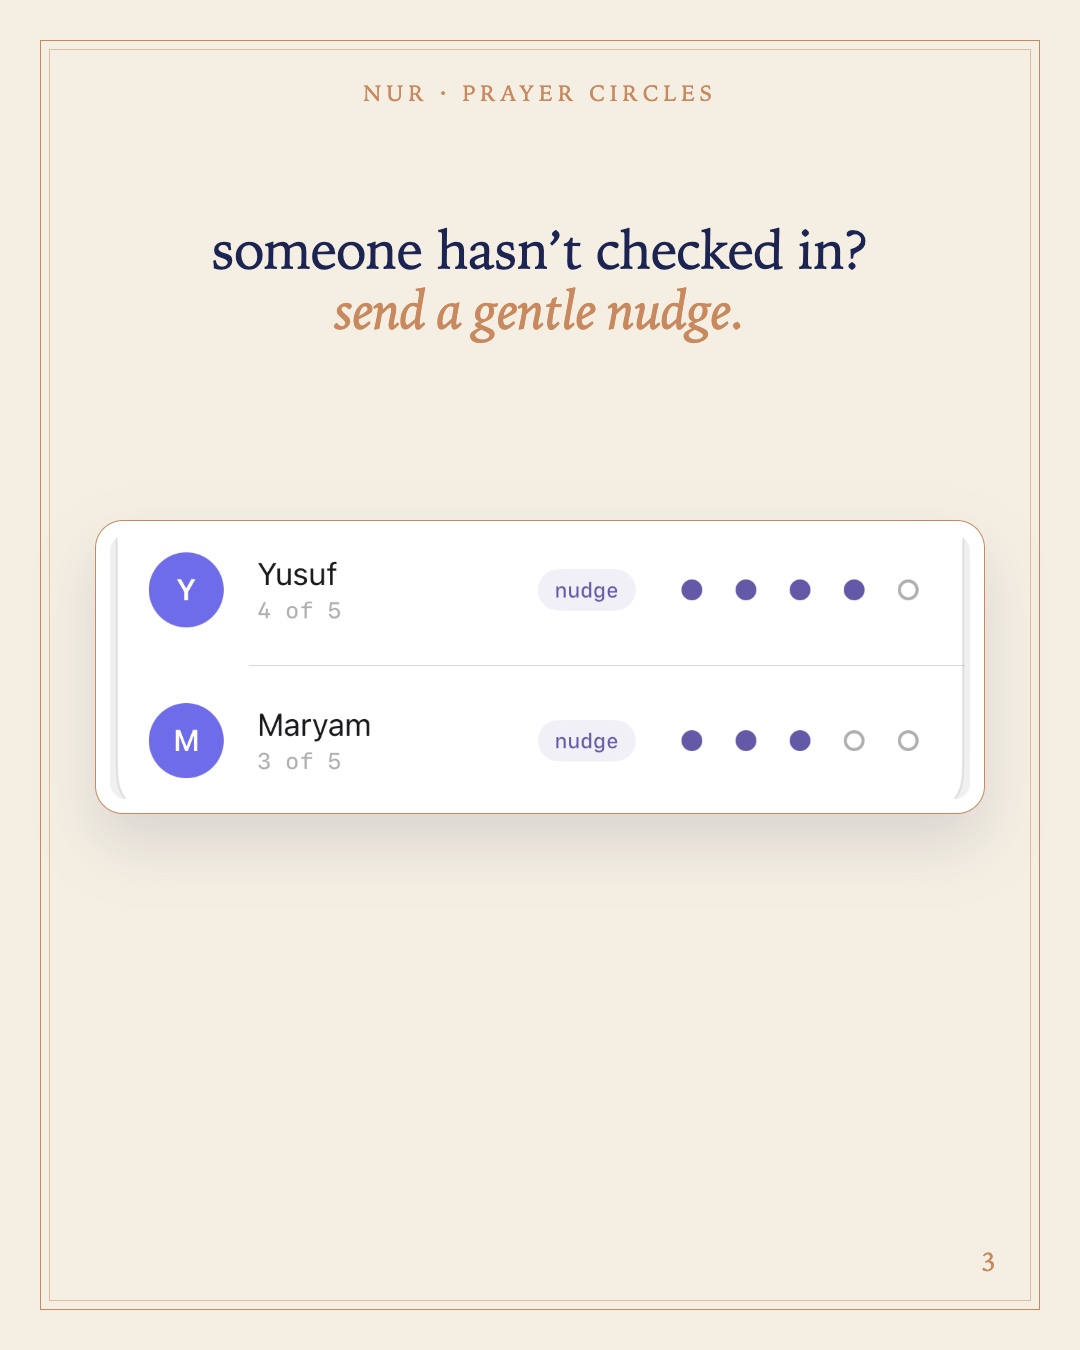 NUR · PRAYER CIRCLES
someone hasn’t checked in?
send a gentle nudge.
Y
Yusuf
4 of 5
nudge
M
Maryam
3 of 5
nudge
3